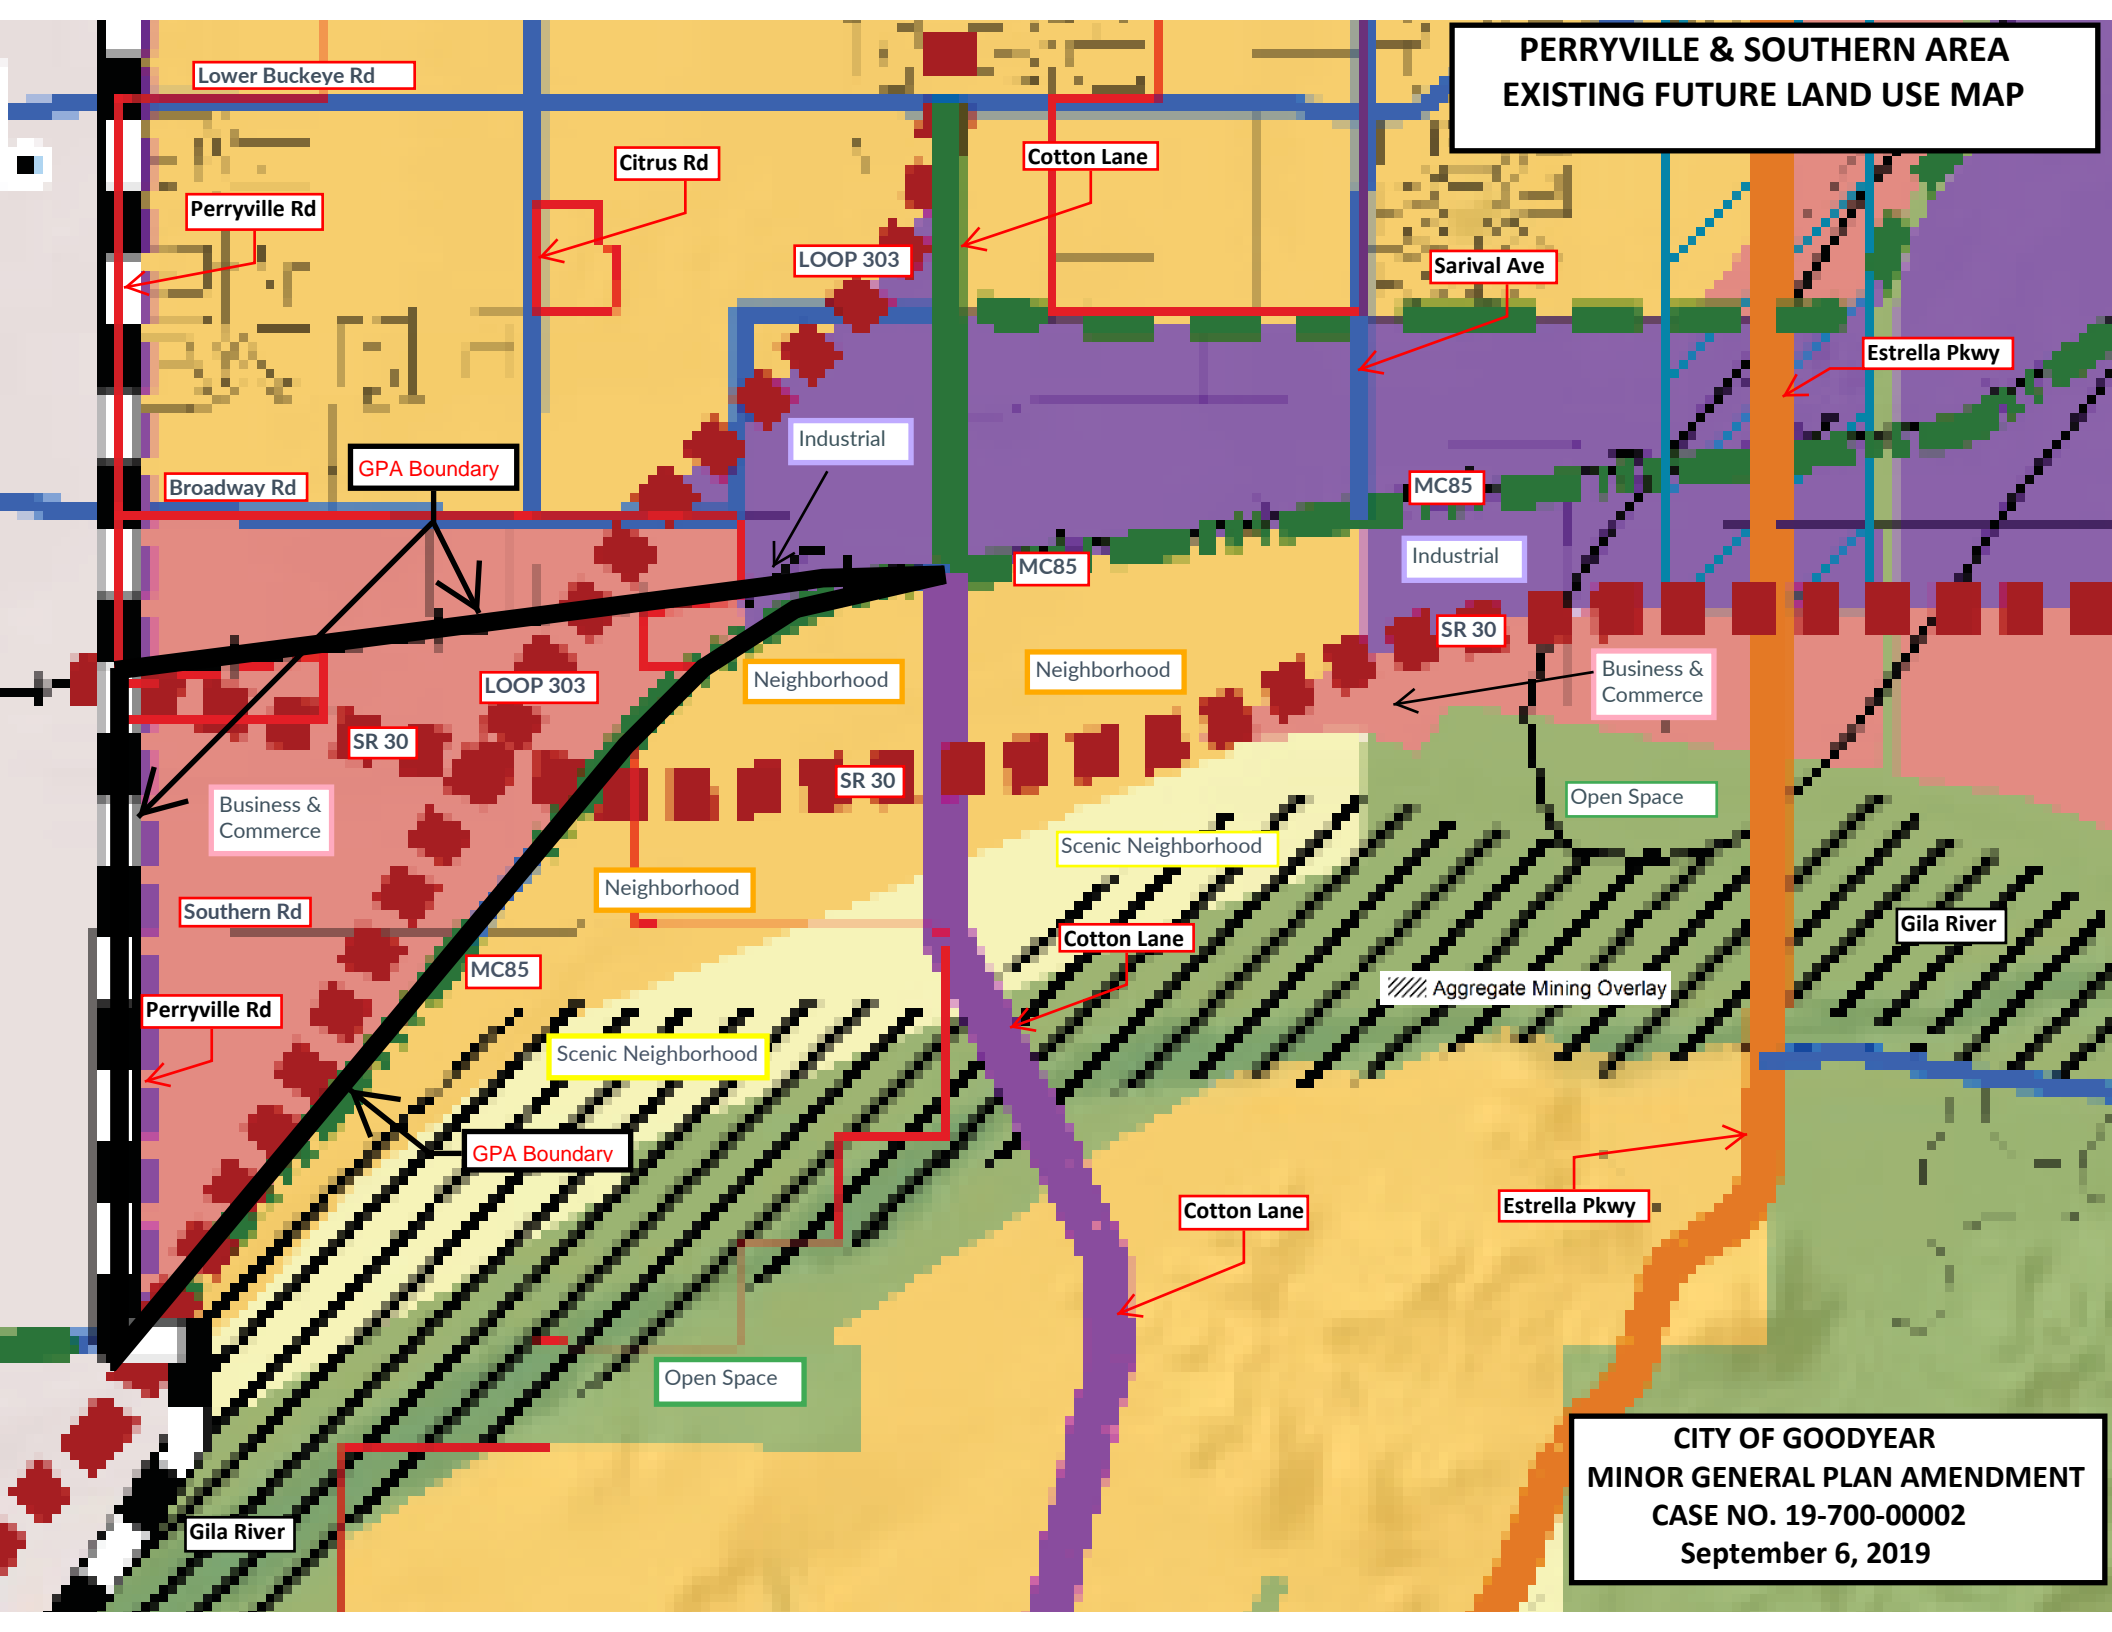 PERRYVILLE & SOUTHERN AREA
EXISTING FUTURE LAND USE MAP
Lower Buckeye Rd
Citrus Rd
Cotton Lane
Perryville Rd
LOOP 303
Sarival Ave
Estrella Pkwy
Industrial
GPA Boundary
Broadway Rd
MC85
Industrial
MC85
SR 30
Neighborhood
Neighborhood
Business &
Commerce
LOOP 303
SR 30
SR 30
Business &
Commerce
Open Space
Scenic Neighborhood
Neighborhood
Southern Rd
Gila River
Cotton Lane
MC85
Aggregate Mining Overlay
Perryville Rd
Scenic Neighborhood
GPA Boundary
Cotton Lane
Estrella Pkwy
Open Space
Gila River
CITY OF GOODYEAR
MINOR GENERAL PLAN AMENDMENT
CASE NO. 19-700-00002
September 6, 2019